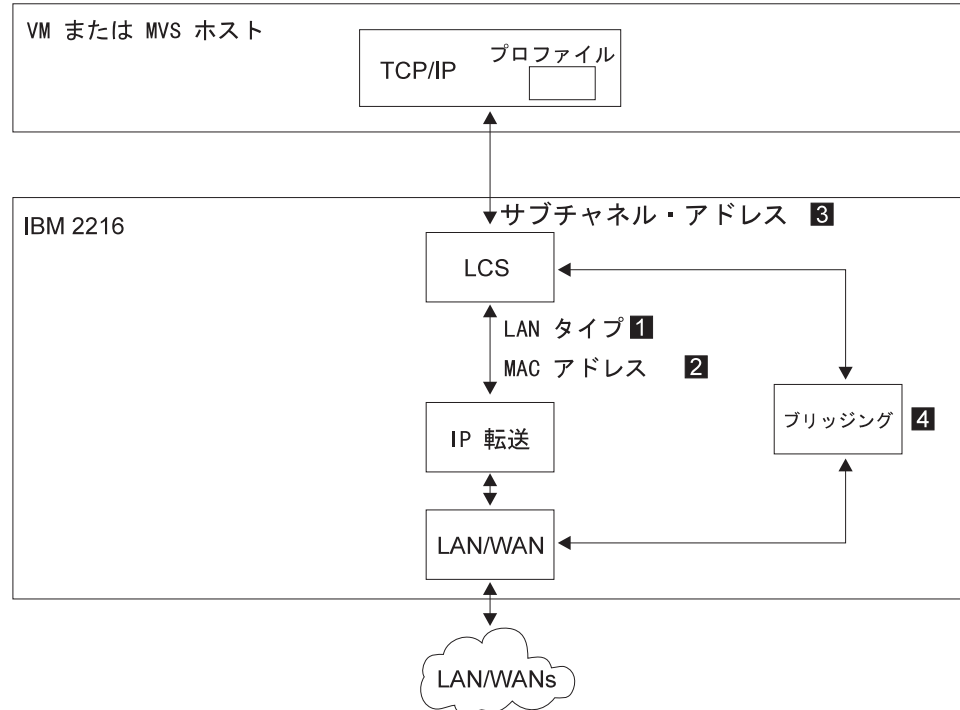 VM または MVS ホスト
プロファイル
TCP/IP
IBM 2216
サブチャネル・アドレス 3
LCS
LAN タイプ 1
MAC アドレス 2
ブリッジング 4
IP 転送
LAN/WAN
LAN/WANs